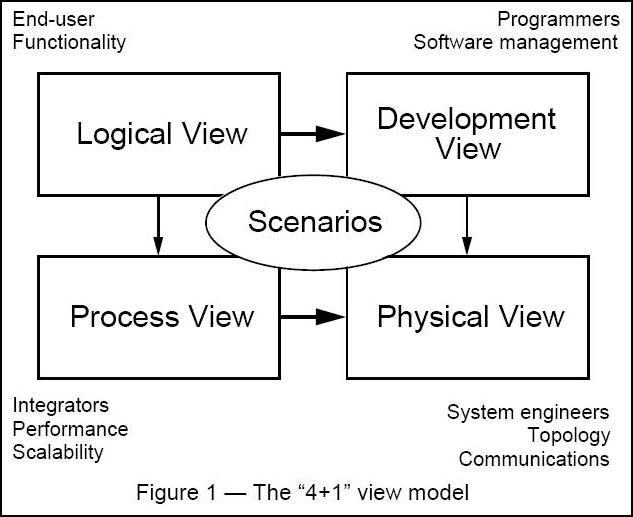 End-user
Functionality
Programmers
Software management
Logical View
Development
View
Scenarios
Process View
Physical View
Integrators
Performance
Scalability
System engineers
Topology
Communications
Figure 1 — The “4+1” view model